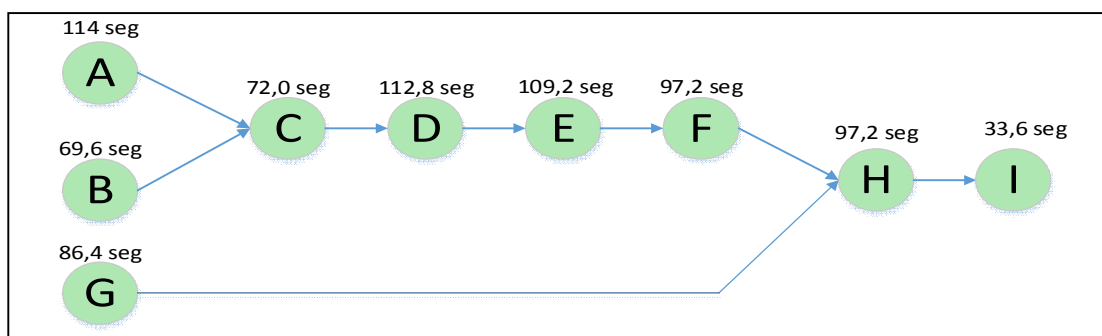 114 seg
A
72,0 seg
112,8 seg
109,2 seg
97,2 seg
C
D
E
F
97,2 seg
33,6 seg
69,6 seg
B
H
I
86,4 seg
G